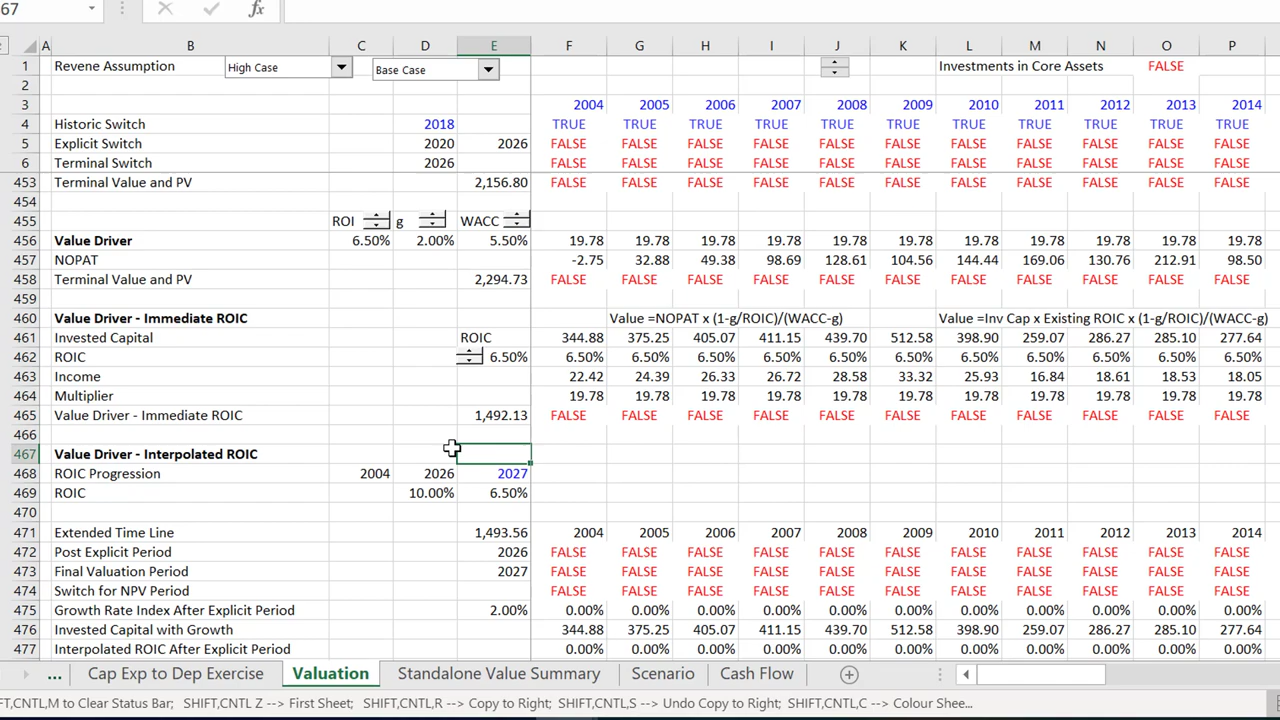 67 fx
A B C D E F G H I J K L M N O P
1 Revene Assumption High Case Base Case Investments in Core Assets FALSE
2
3 2004 2005 2006 2007 2008 2009 2010 2011 2012 2013 2014
4 Historic Switch 2018 TRUE TRUE TRUE TRUE TRUE TRUE TRUE TRUE TRUE TRUE TRUE
5 Explicit Switch 2020 2026 FALSE FALSE FALSE FALSE FALSE FALSE FALSE FALSE FALSE FALSE FALSE
6 Terminal Switch 2026 FALSE FALSE FALSE FALSE FALSE FALSE FALSE FALSE FALSE FALSE FALSE
453 Terminal Value and PV 2,156.80 FALSE FALSE FALSE FALSE FALSE FALSE FALSE FALSE FALSE FALSE FALSE
454
455 ROI g WACC
456 Value Driver 6.50% 2.00% 5.50% 19.78 19.78 19.78 19.78 19.78 19.78 19.78 19.78 19.78 19.78 19.78
457 NOPAT -2.75 32.88 49.38 98.69 128.61 104.56 144.44 169.06 130.76 212.91 98.50
458 Terminal Value and PV 2,294.73 FALSE FALSE FALSE FALSE FALSE FALSE FALSE FALSE FALSE FALSE FALSE
459
460 Value Driver - Immediate ROIC Value =NOPAT x (1-g/ROIC)/(WACC-g) Value =Inv Cap x Existing ROIC x (1-g/ROIC)/(WACC-g)
461 Invested Capital ROIC 344.88 375.25 405.07 411.15 439.70 512.58 398.90 259.07 286.27 285.10 277.64
462 ROIC 6.50% 6.50% 6.50% 6.50% 6.50% 6.50% 6.50% 6.50% 6.50% 6.50% 6.50% 6.50%
463 Income 22.42 24.39 26.33 26.72 28.58 33.32 25.93 16.84 18.61 18.53 18.05
464 Multiplier 19.78 19.78 19.78 19.78 19.78 19.78 19.78 19.78 19.78 19.78 19.78
465 Value Driver - Immediate ROIC 1,492.13 FALSE FALSE FALSE FALSE FALSE FALSE FALSE FALSE FALSE FALSE FALSE
466
467 Value Driver - Interpolated ROIC
468 ROIC Progression 2004 2026 2027
469 ROIC 10.00% 6.50%
470
471 Extended Time Line 1,493.56 2004 2005 2006 2007 2008 2009 2010 2011 2012 2013 2014
472 Post Explicit Period 2026 FALSE FALSE FALSE FALSE FALSE FALSE FALSE FALSE FALSE FALSE FALSE
473 Final Valuation Period 2027 FALSE FALSE FALSE FALSE FALSE FALSE FALSE FALSE FALSE FALSE FALSE
474 Switch for NPV Period FALSE FALSE FALSE FALSE FALSE FALSE FALSE FALSE FALSE FALSE FALSE
475 Growth Rate Index After Explicit Period 2.00% 0.00% 0.00% 0.00% 0.00% 0.00% 0.00% 0.00% 0.00% 0.00% 0.00% 0.00%
476 Invested Capital with Growth 344.88 375.25 405.07 411.15 439.70 512.58 398.90 259.07 286.27 285.10 277.64
477 Interpolated ROIC After Explicit Period 0.00% 0.00% 0.00% 0.00% 0.00% 0.00% 0.00% 0.00% 0.00% 0.00% 0.00%
... Cap Exp to Dep Exercise Valuation Standalone Value Summary Scenario Cash Flow
FT,CNTL,M to Clear Status Bar; SHIFT,CNTL Z --> First Sheet; SHIFT,CNTL,R --> Copy to Right; SHIFT,CNTL,S --> Undo Copy to Right; SHIFT,CNTL,C --> Colour Shee...